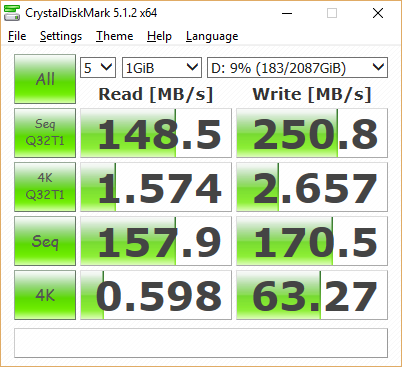 CrystalDiskMark 5.1.2 x64
File Settings Theme Help Language
All 5 1GiB D: 9% (183/2087GiB)
Read [MB/s] Write [MB/s]
Seq Q32T1 148.5 250.8
4K Q32T1 1.574 2.657
Seq 157.9 170.5
4K 0.598 63.27